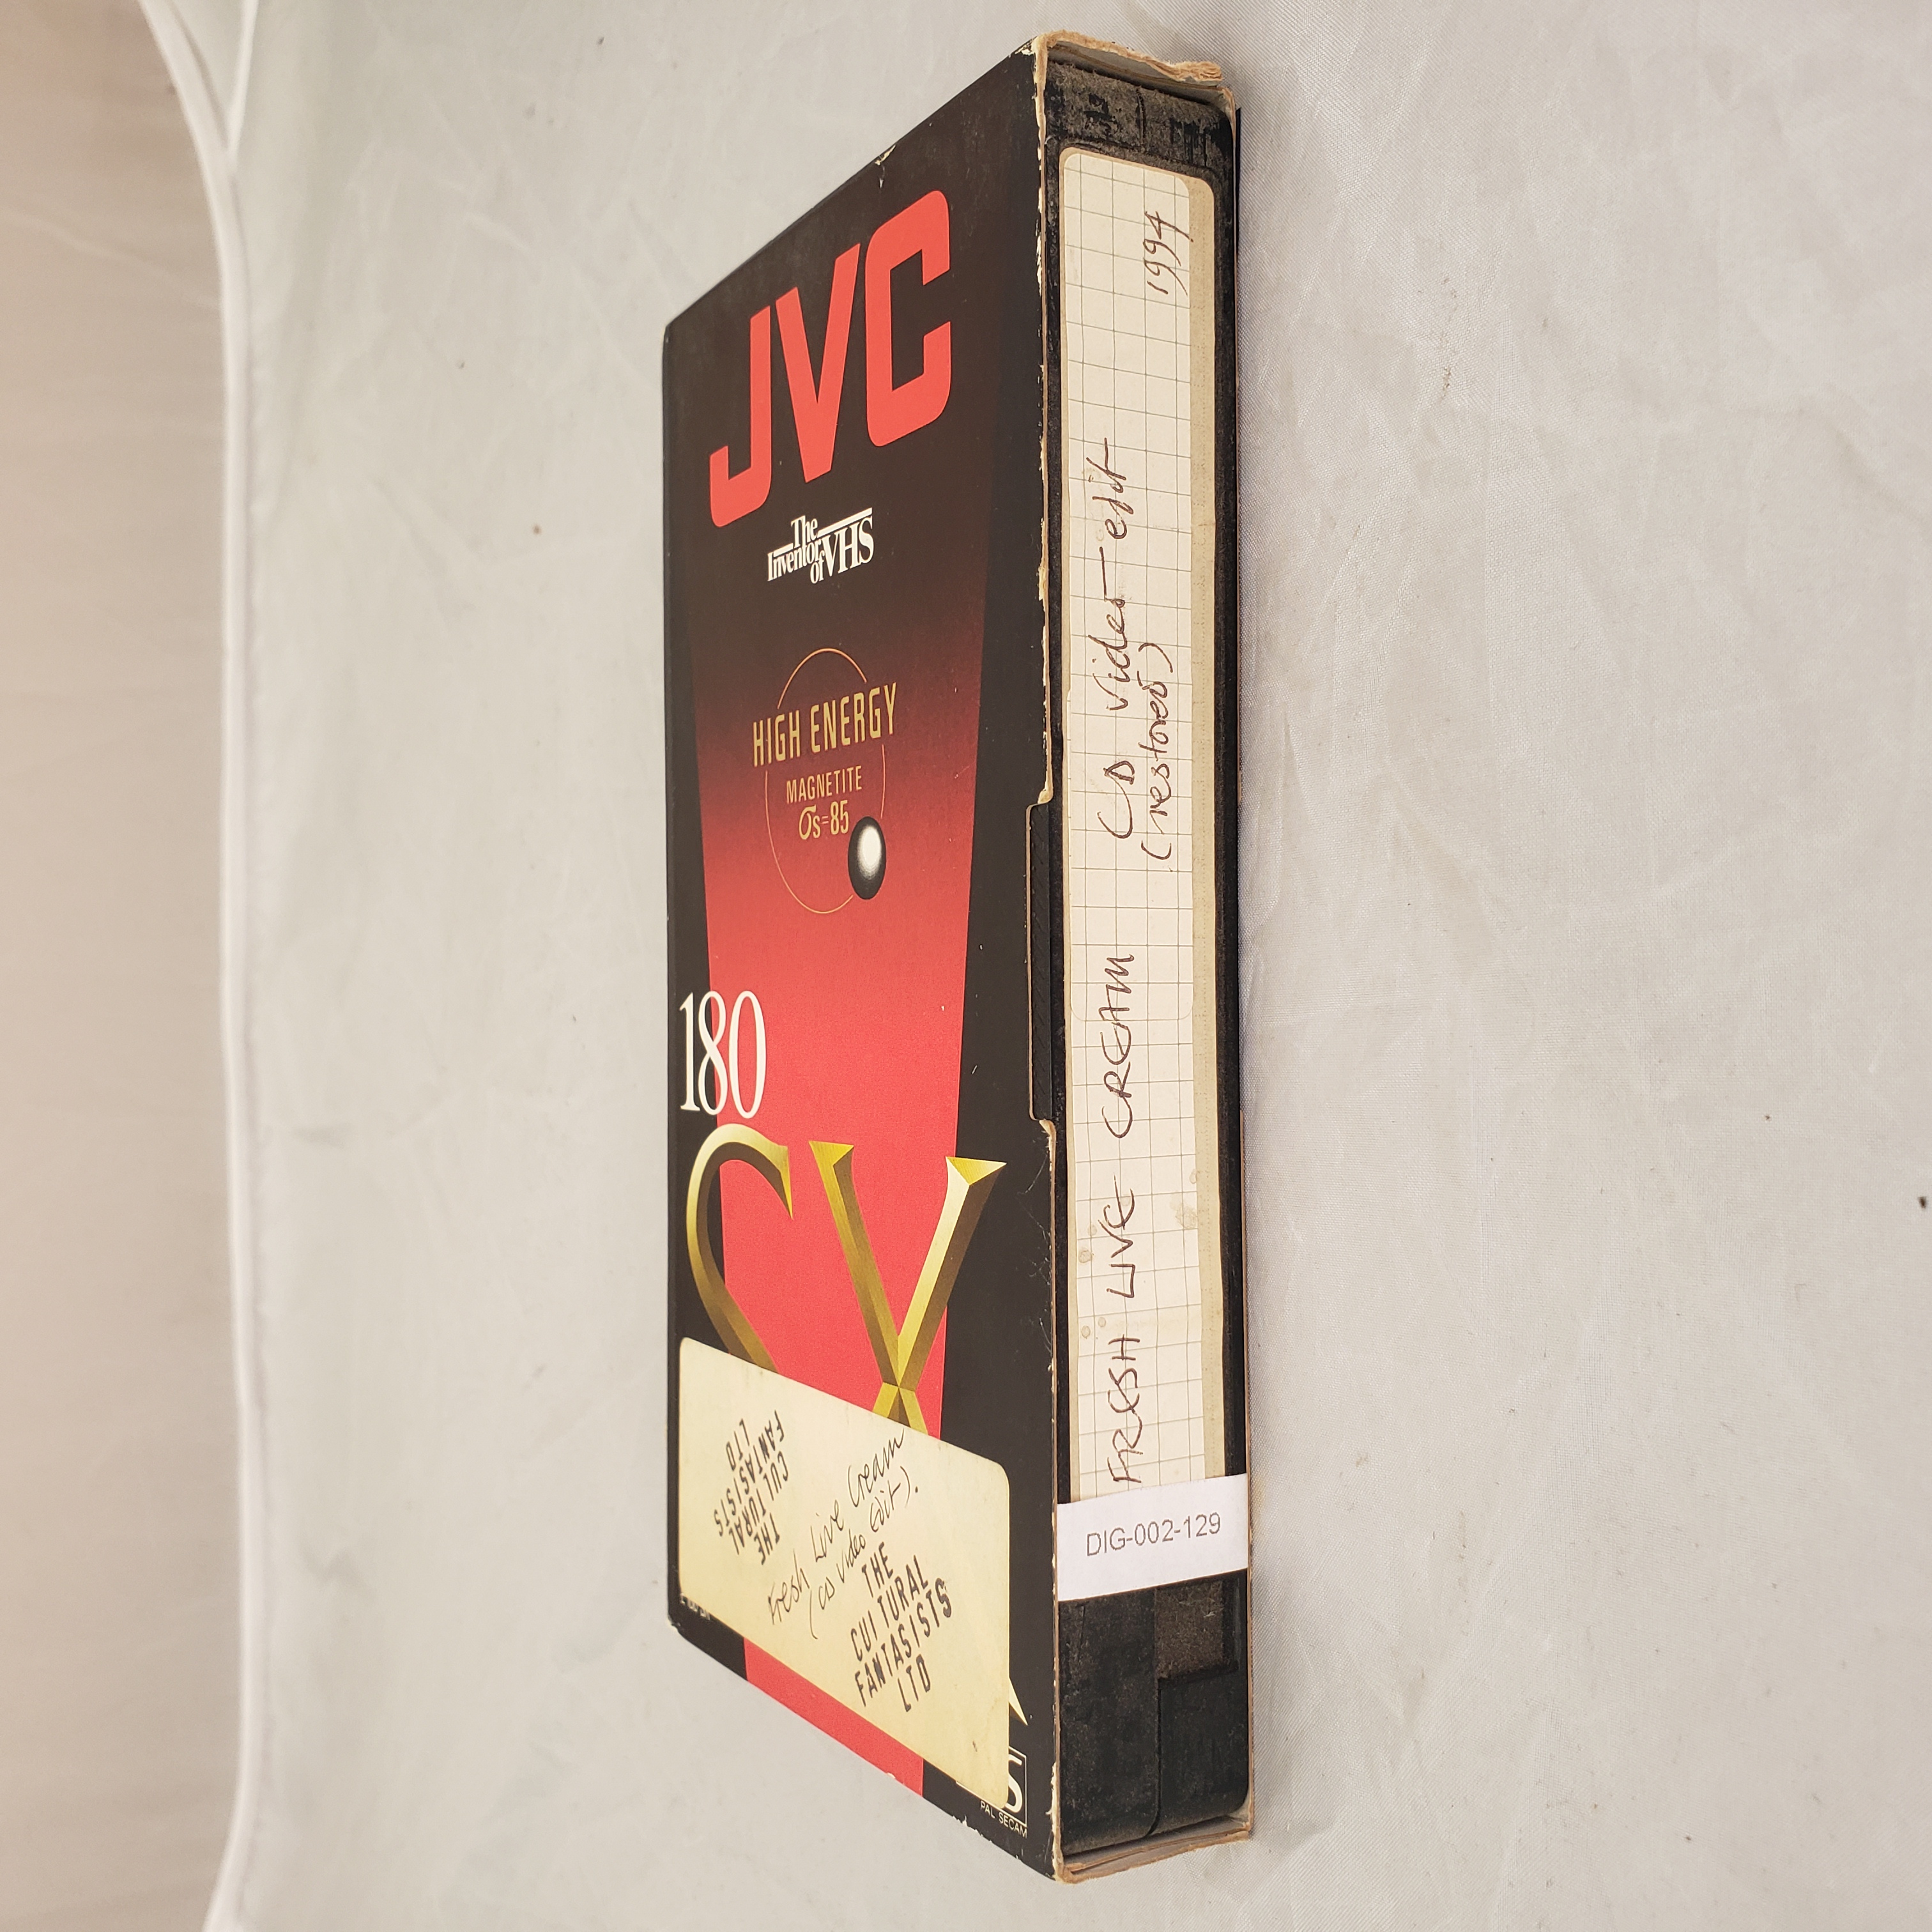 JVC
The
Inventor
of VHS
HIGH ENERGY
MAGNETITE
σs=85
180
THE
CULTURAL
FANTASISTS
LTD
Fresh Live Cream
(CD Video Edit).
THE
CULTURAL
FANTASISTS
LTD
PAL SECAM
FRESH LIVE CREAM CD Video edit 1994
(restored)
DIG-002-129